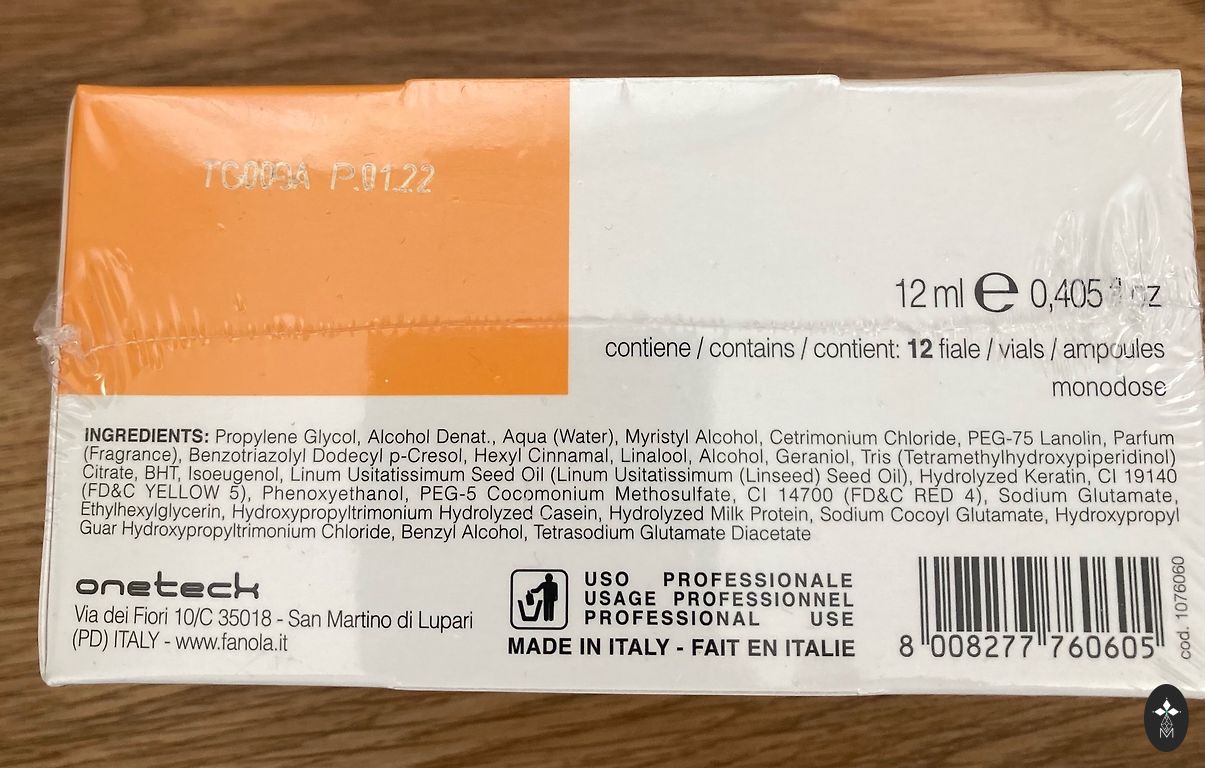 P.01.22
12 ml e 0,405 fl oz
contiene / contains / contient: 12 fiale / vials / ampoules
monodose
INGREDIENTS: Propylene Glycol, Alcohol Denat., Aqua (Water), Myristyl Alcohol, Cetrimonium Chloride, PEG-75 Lanolin, Parfum
(Fragrance), Benzotriazolyl Dodecyl p-Cresol, Hexyl Cinnamal, Linalool, Alcohol, Geraniol, Tris (Tetramethylhydroxypiperidinol)
Citrate, BHT, Isoeugenol, Linum Usitatissimum Seed Oil (Linum Usitatissimum (Linseed) Seed Oil), Hydrolyzed Keratin, CI 19140
(FD&C YELLOW 5), Phenoxyethanol, PEG-5 Cocomonium Methosulfate, CI 14700 (FD&C RED 4), Sodium Glutamate,
Ethylhexylglycerin, Hydroxypropyltrimonium Hydrolyzed Casein, Hydrolyzed Milk Protein, Sodium Cocoyl Glutamate, Hydroxypropyl
Guar Hydroxypropyltrimonium Chloride, Benzyl Alcohol, Tetrasodium Glutamate Diacetate
oneteck
Via dei Fiori 10/C 35018 - San Martino di Lupari
(PD) ITALY - www.fanola.it
USO PROFESSIONALE
USAGE PROFESSIONNEL
PROFESSIONAL USE
MADE IN ITALY - FAIT EN ITALIE
8 008277 760605
cod. 1076060
M